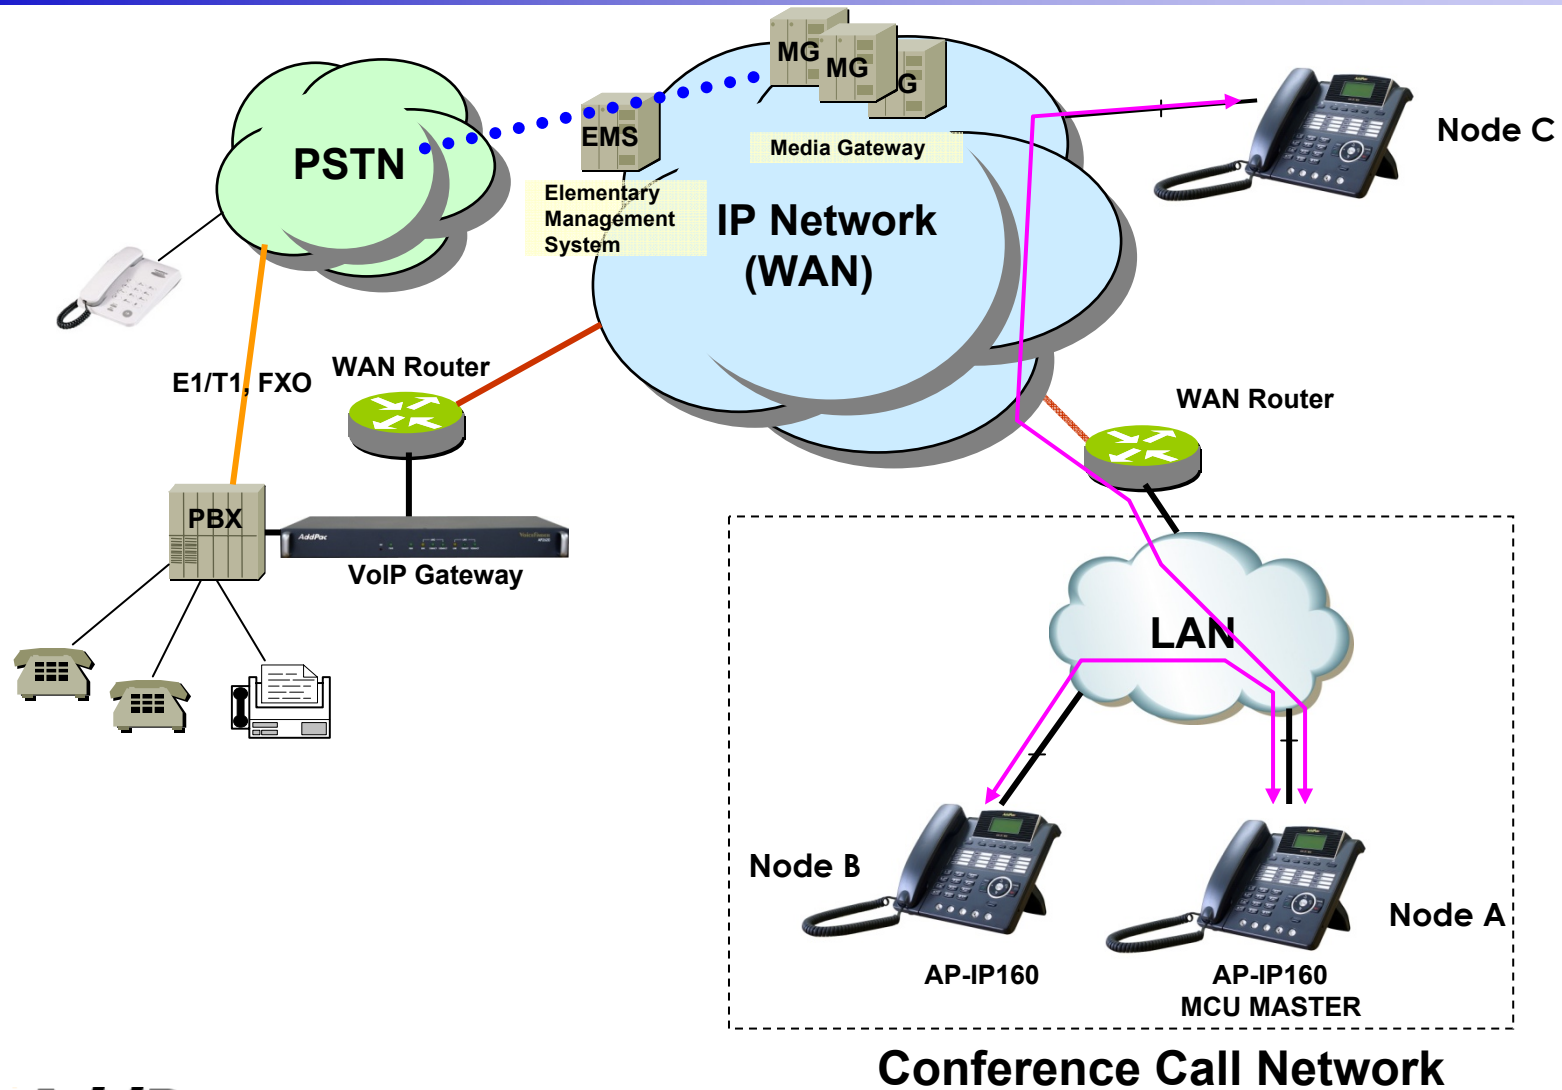 MG
MG
G
EMS
PSTN
Media Gateway
Node C
Elementary
Management
System
IP Network
(WAN)
E1/T1, FXO
WAN Router
WAN Router
PBX
AddPac
VoIP Gateway
LAN
Node B
Node A
AP-IP160
AP-IP160
MCU MASTER
Conference Call Network